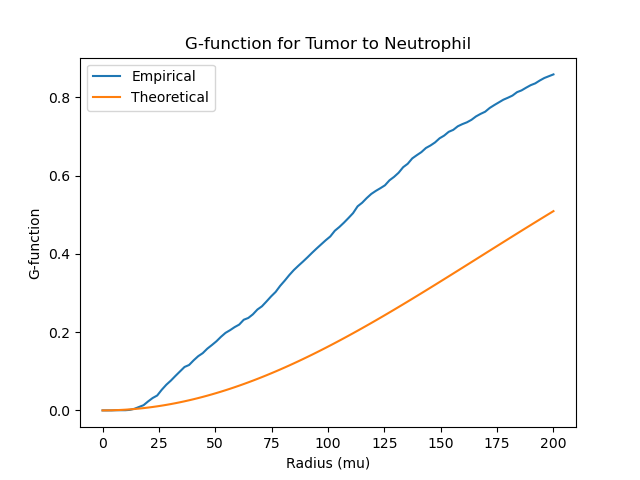 G-function for Tumor to Neutrophil
Empirical
Theoretical
G-function
0.8
0.6
0.4
0.2
0.0
0 25 50 75 100 125 150 175 200
Radius (mu)